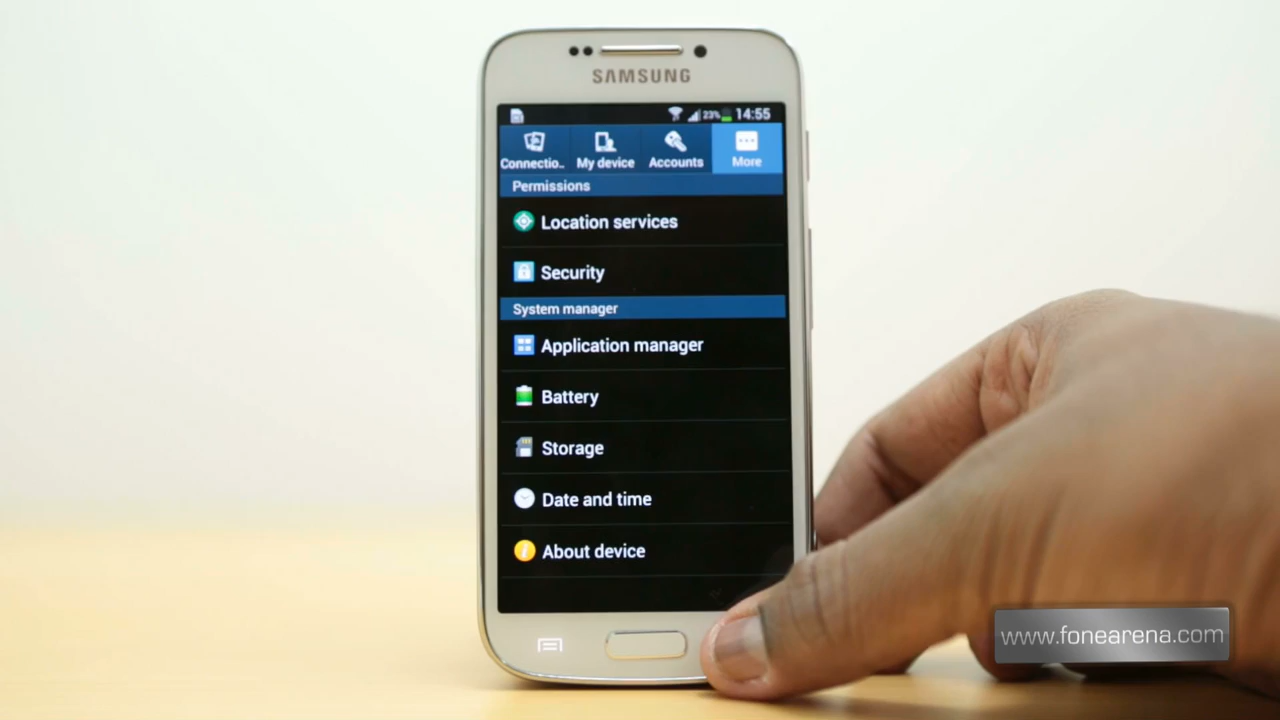 SAMSUNG
23% 14:55
Connectio.. My device Accounts More
Permissions
Location services
Security
System manager
Application manager
Battery
Storage
Date and time
About device
www.fonearena.com